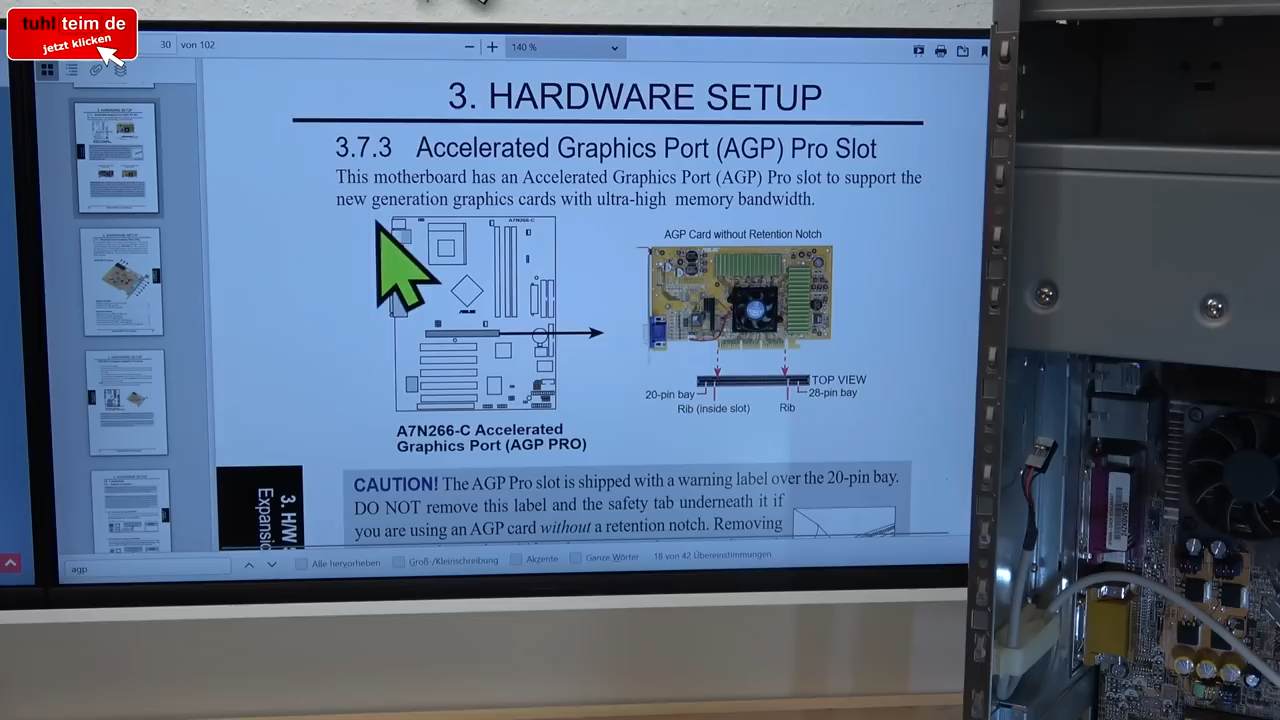 tuhl teim de
jetzt klicken
30 von 102
140 %
3. HARDWARE SETUP
3.7.3 Accelerated Graphics Port (AGP) Pro Slot
This motherboard has an Accelerated Graphics Port (AGP) Pro slot to support the
new generation graphics cards with ultra-high memory bandwidth.
A7N266-C
AGP Card without Retention Notch
TOP VIEW
20-pin bay
28-pin bay
Rib (inside slot)
Rib
A7N266-C Accelerated
Graphics Port (AGP PRO)
CAUTION! The AGP Pro slot is shipped with a warning label over the 20-pin bay.
DO NOT remove this label and the safety tab underneath it if
you are using an AGP card without a retention notch. Removing
3. H/W
Expansio
agp
Alle hervorheben
Groß-/Kleinschreibung
Akzente
Ganze Wörter
18 von 42 Übereinstimmungen